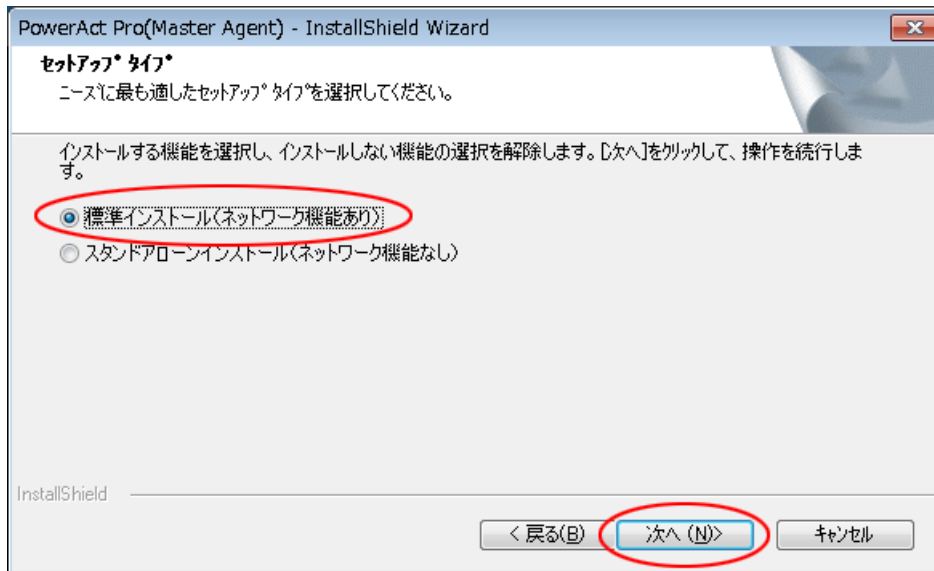 PowerAct Pro(Master Agent) - InstallShield Wizard
セットアップ タイプ
ニーズに最も適したセットアップ タイプを選択してください。
インストールする機能を選択し、インストールしない機能の選択を解除します。[次へ]をクリックして、操作を続行しま
す。
標準インストール(ネットワーク機能あり)
スタンドアローンインストール(ネットワーク機能なし)
InstallShield
< 戻る(B)
次へ (N)>
キャンセル